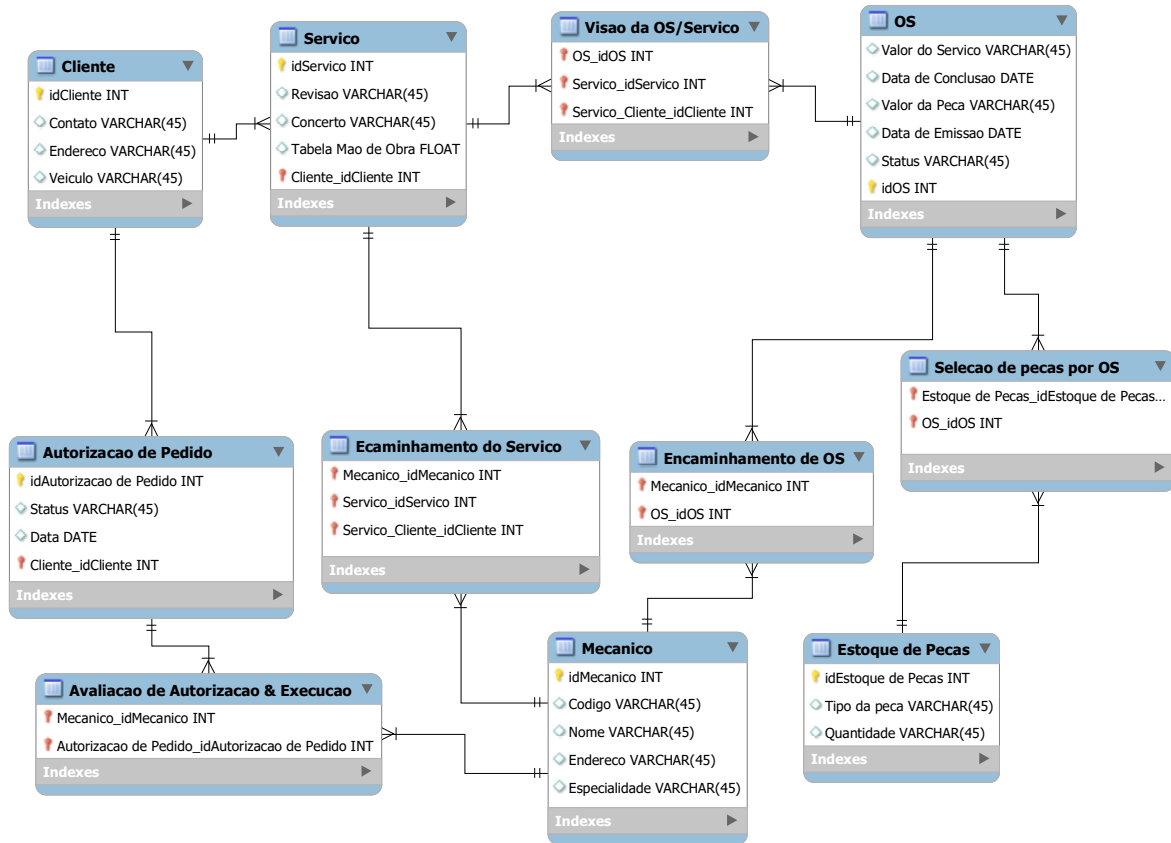 Cliente
idCliente INT
Contato VARCHAR(45)
Endereco VARCHAR(45)
Veiculo VARCHAR(45)
Indexes
Servico
idServico INT
Revisao VARCHAR(45)
Concerto VARCHAR(45)
Tabela Mao de Obra FLOAT
Cliente_idCliente INT
Indexes
Visao da OS/Servico
OS_idOS INT
Servico_idServico INT
Servico_Cliente_idCliente INT
Indexes
OS
Valor do Servico VARCHAR(45)
Data de Conclusao DATE
Valor da Peca VARCHAR(45)
Data de Emissao DATE
Status VARCHAR(45)
idOS INT
Indexes
Selecao de pecas por OS
Estoque de Pecas_idEstoque de Pecas...
OS_idOS INT
Indexes
Autorizacao de Pedido
idAutorizacao de Pedido INT
Status VARCHAR(45)
Data DATE
Cliente_idCliente INT
Indexes
Ecaminhamento do Servico
Mecanico_idMecanico INT
Servico_idServico INT
Servico_Cliente_idCliente INT
Indexes
Encaminhamento de OS
Mecanico_idMecanico INT
OS_idOS INT
Indexes
Avaliacao de Autorizacao & Execucao
Mecanico_idMecanico INT
Autorizacao de Pedido_idAutorizacao de Pedido INT
Indexes
Mecanico
idMecanico INT
Codigo VARCHAR(45)
Nome VARCHAR(45)
Endereco VARCHAR(45)
Especialidade VARCHAR(45)
Indexes
Estoque de Pecas
idEstoque de Pecas INT
Tipo da peca VARCHAR(45)
Quantidade VARCHAR(45)
Indexes